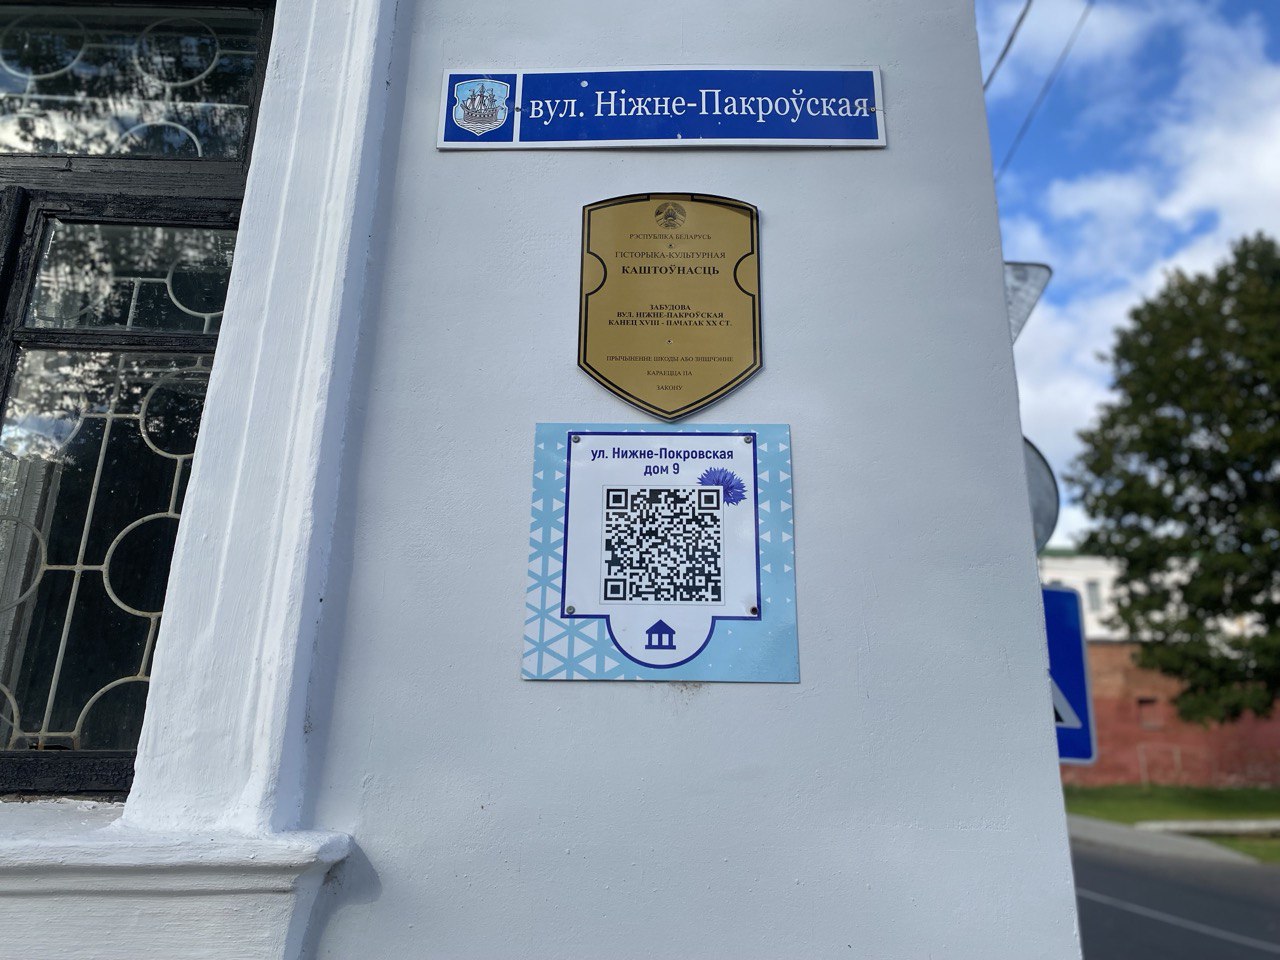 вул. Ніжне-Пакроўская
РЭСПУБЛІКА БЕЛАРУСЬ
ГІСТОРЫКА-КУЛЬТУРНАЯ
КАШТОЎНАСЦЬ
ЗАБУДОВА
ВУЛ. НІЖНЕ-ПАКРОЎСКАЯ
КАНЕЦ XVIII - ПАЧАТАК XX СТ.
ПРЫЧЫНЕННЕ ШКОДЫ АБО ЗНІШЧЭННЕ
КАРАЕЦЦА ПА
ЗАКОНУ
ул. Нижне-Покровская
дом 9